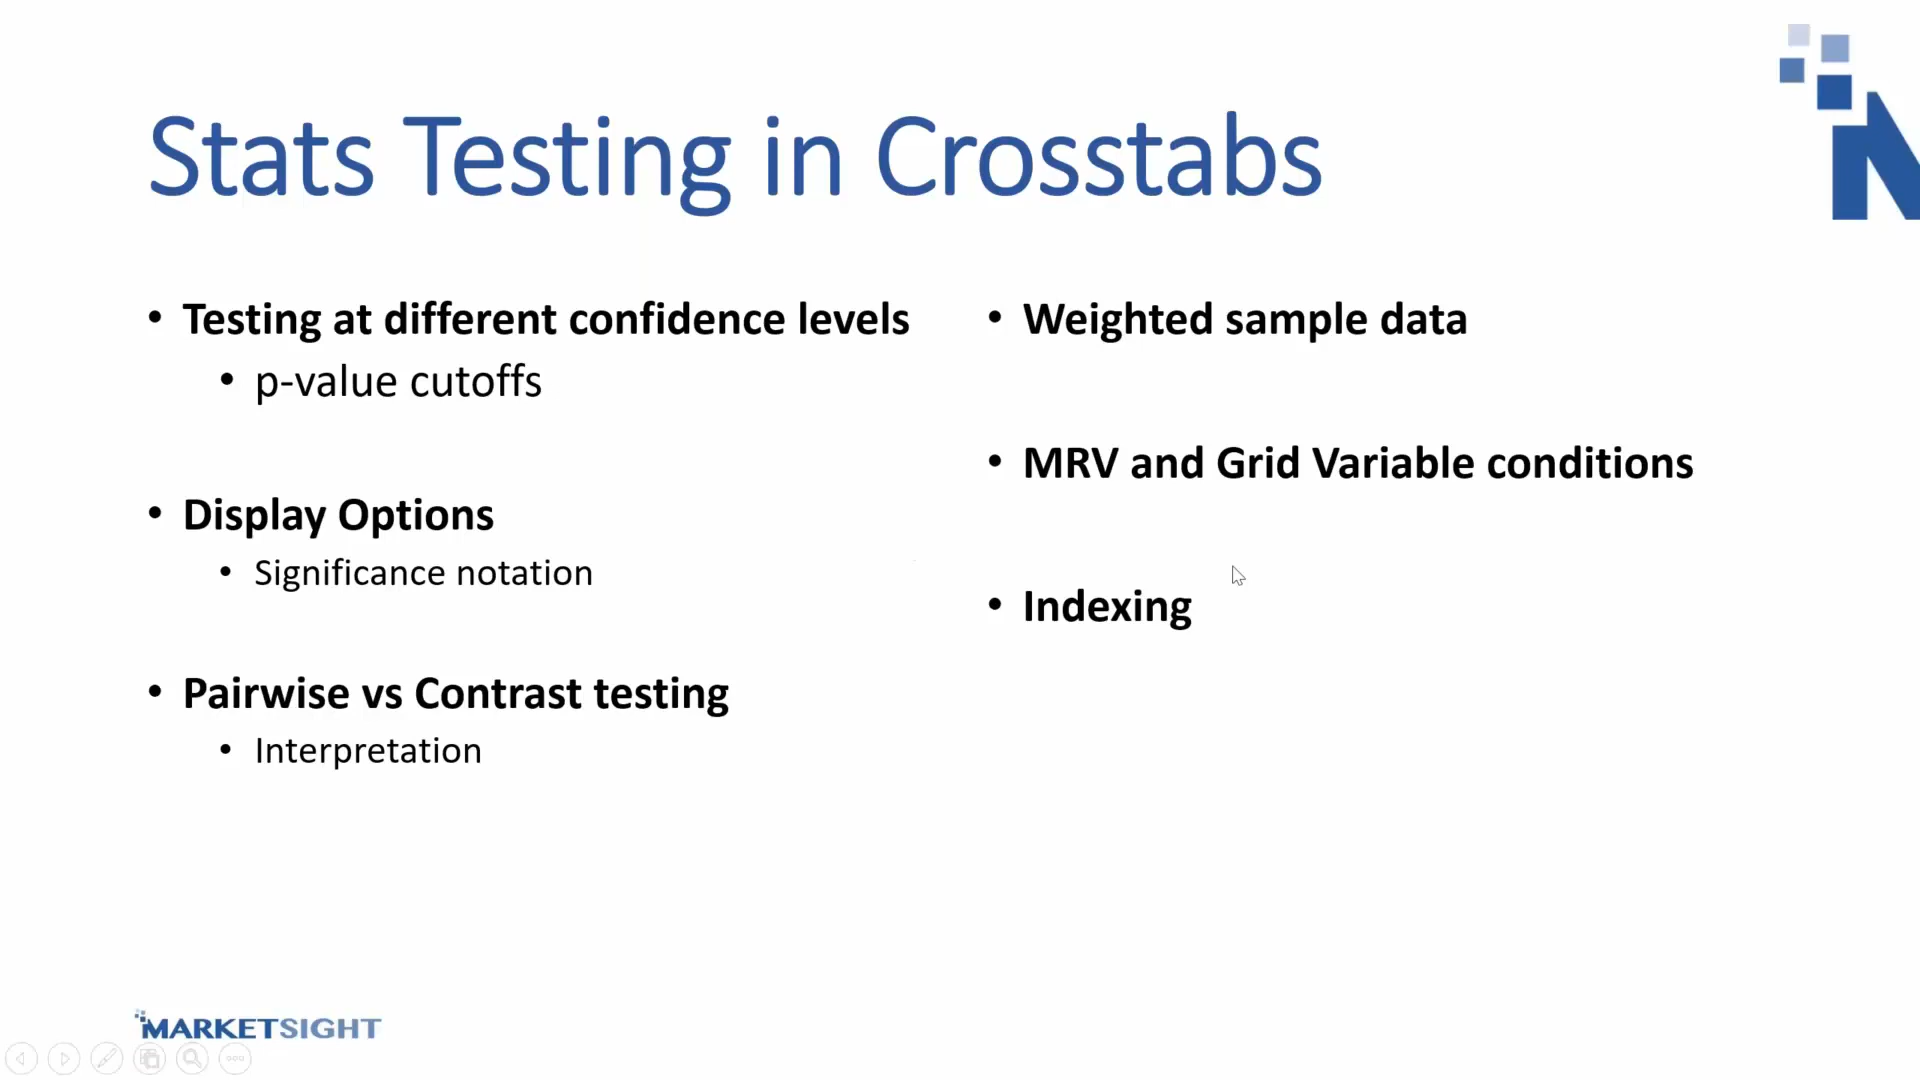 Stats Testing in Crosstabs
• Testing at different confidence levels
• p-value cutoffs
• Display Options
• Significance notation
• Pairwise vs Contrast testing
• Interpretation
• Weighted sample data
• MRV and Grid Variable conditions
• Indexing
MARKETSIGHT